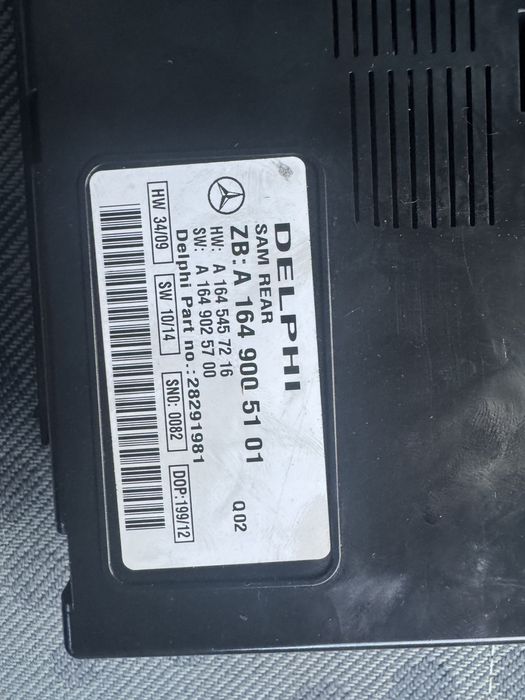 DELPHI
SAM REAR
ZB: A 164 900 51 01
Q02
HW: A 164 545 72 16
SW: A 164 902 57 00
Delphi Part no.:28291981
HW 34/09 SW 10/14 SNO: 0082 DOP:199/12